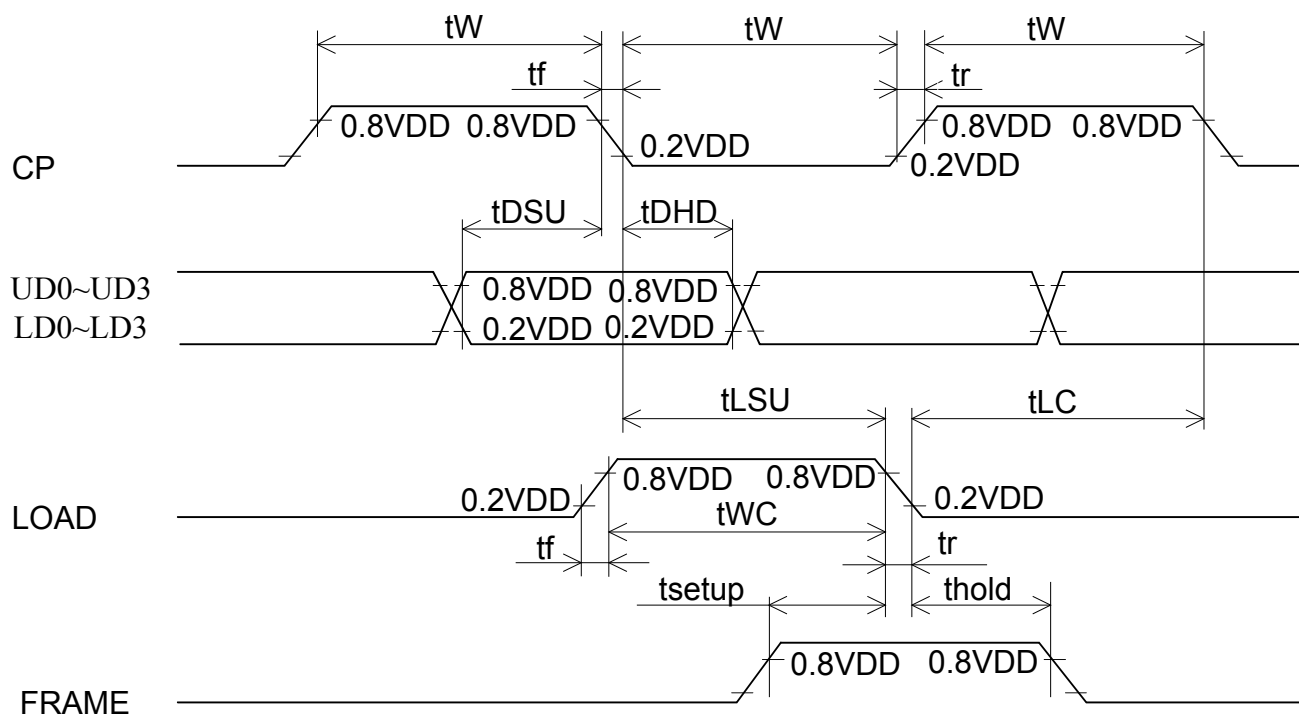 tW tW tW
tf tr
0.8VDD 0.8VDD 0.8VDD 0.8VDD
CP 0.2VDD 0.2VDD
tDSU tDHD
UD0~UD3 0.8VDD 0.8VDD
LD0~LD3 0.2VDD 0.2VDD
tLSU tLC
0.8VDD 0.8VDD
LOAD 0.2VDD 0.2VDD
tWC
tf tr
tsetup thold
0.8VDD 0.8VDD
FRAME